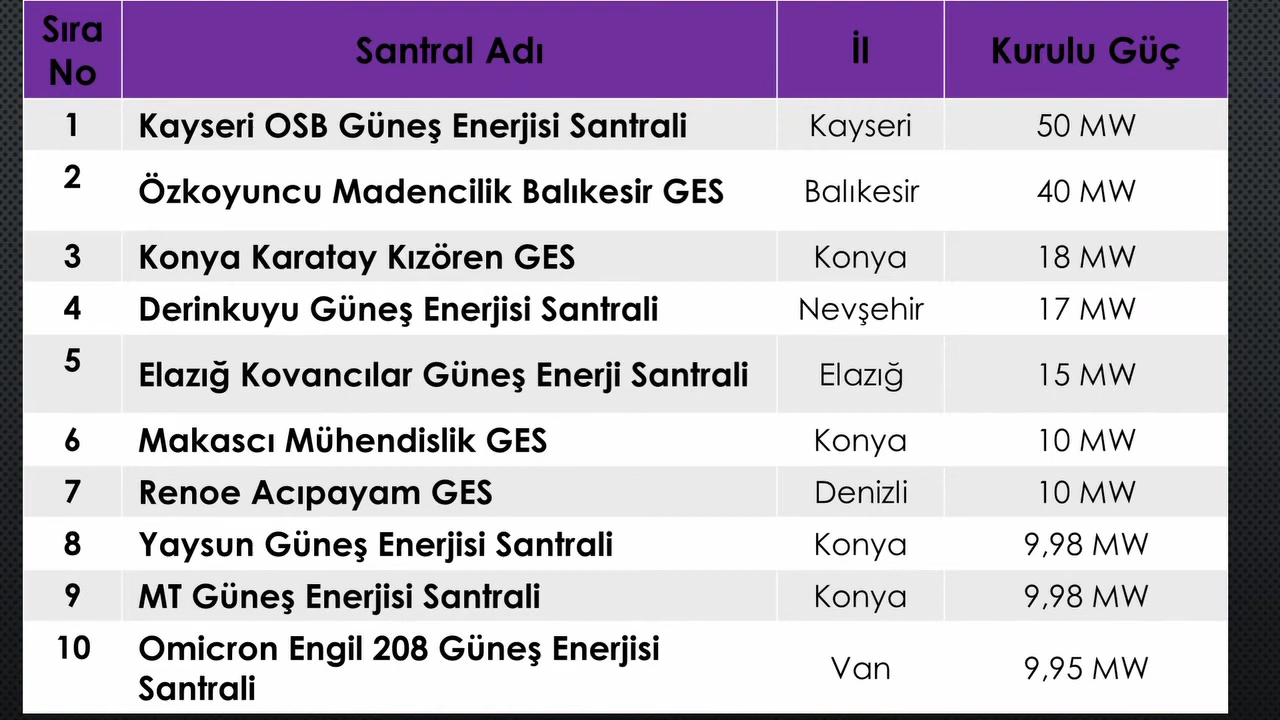 Sıra No Santral Adı İl Kurulu Güç
1 Kayseri OSB Güneş Enerjisi Santrali Kayseri 50 MW
2 Özkoyuncu Madencilik Balıkesir GES Balıkesir 40 MW
3 Konya Karatay Kızören GES Konya 18 MW
4 Derinkuyu Güneş Enerjisi Santrali Nevşehir 17 MW
5 Elazığ Kovancılar Güneş Enerji Santrali Elazığ 15 MW
6 Makascı Mühendislik GES Konya 10 MW
7 Renoe Acıpayam GES Denizli 10 MW
8 Yaysun Güneş Enerjisi Santrali Konya 9,98 MW
9 MT Güneş Enerjisi Santrali Konya 9,98 MW
10 Omicron Engil 208 Güneş Enerjisi
Santrali Van 9,95 MW